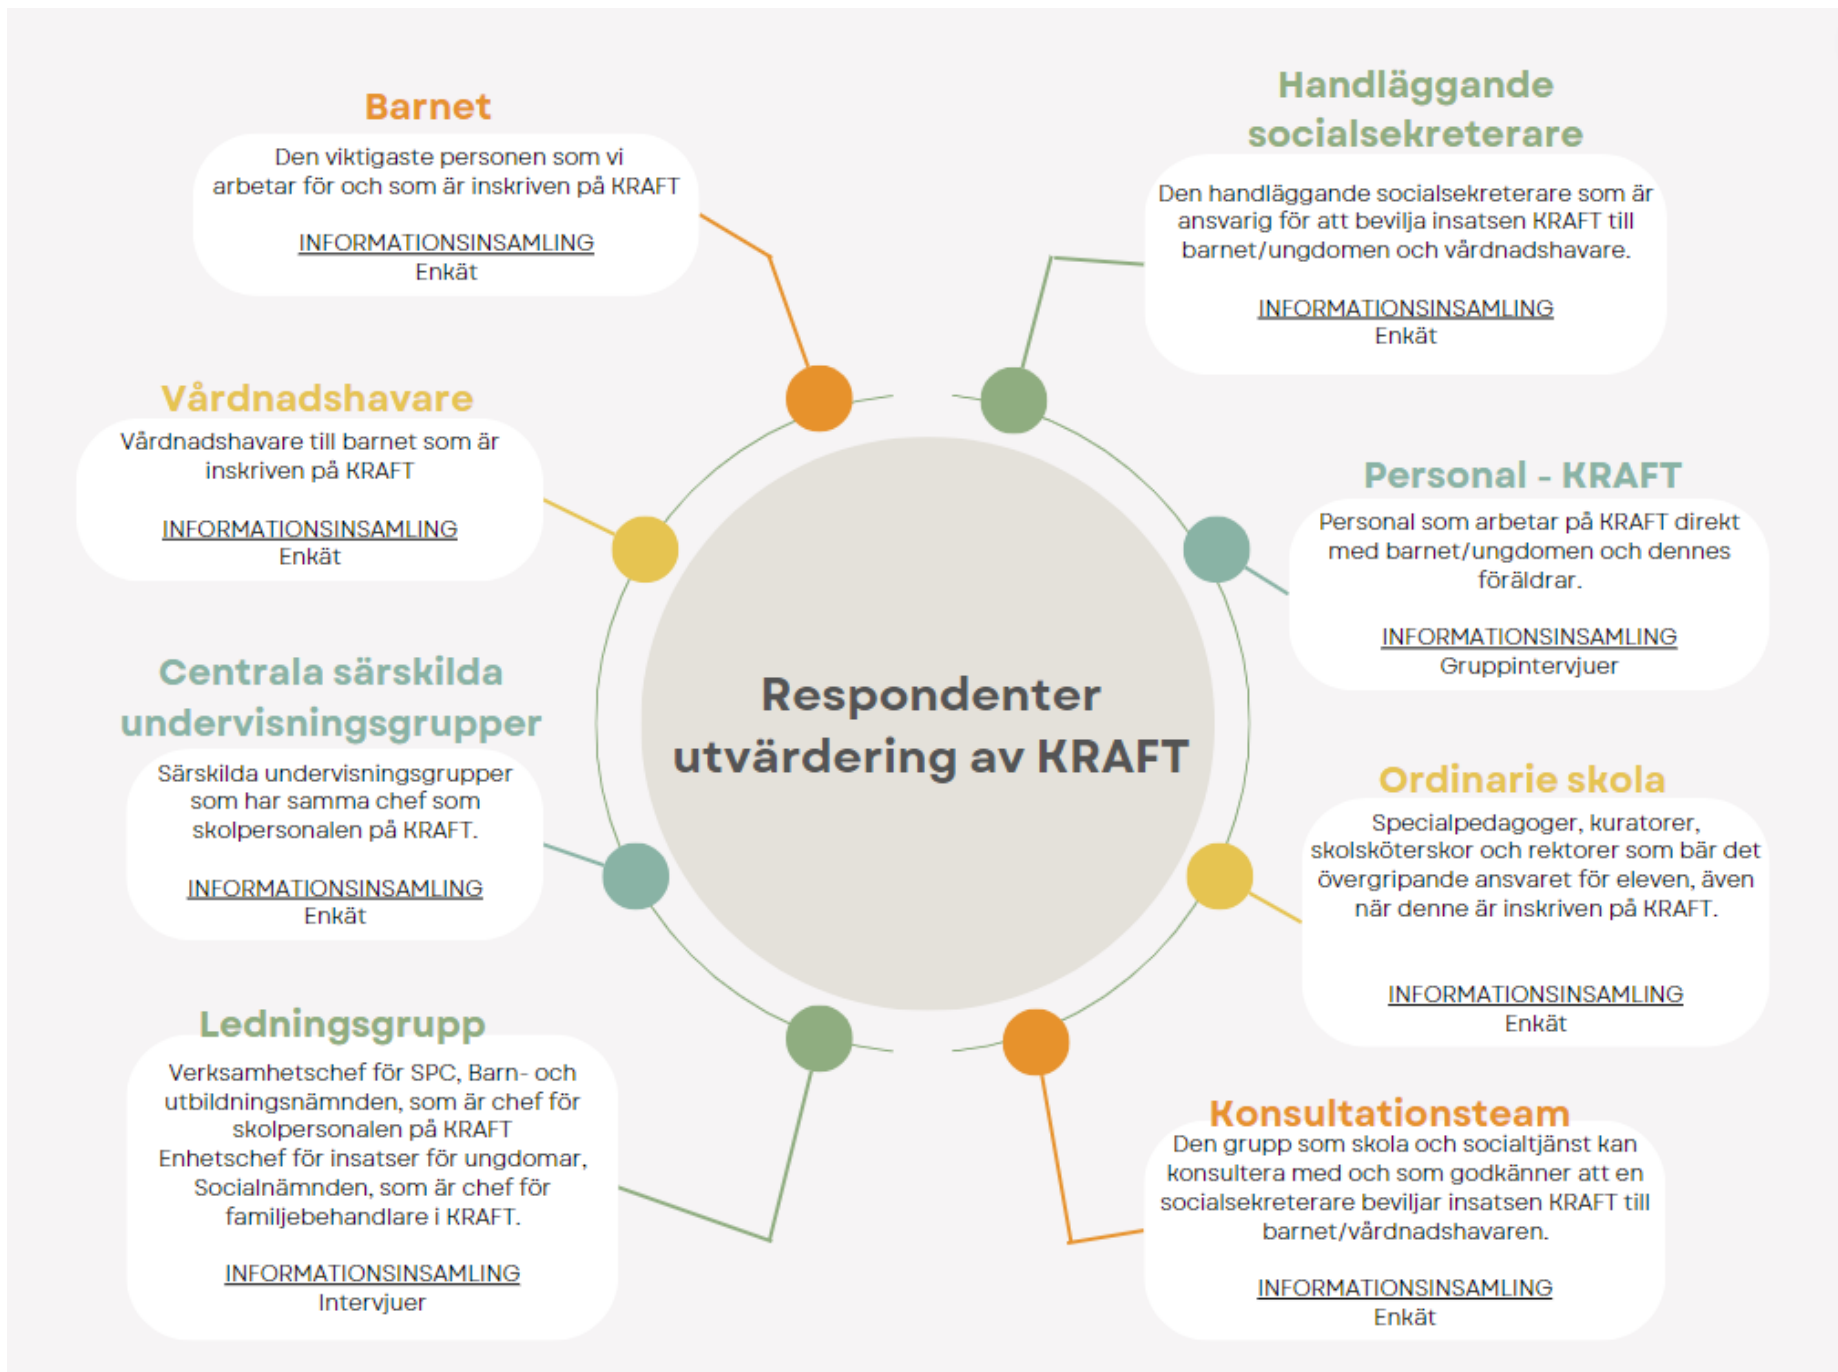 Barnet
Den viktigaste personen som vi
arbetar för och som är inskriven på KRAFT
INFORMATIONSINSAMLING
Enkät
Vårdnadshavare
Vårdnadshavare till barnet som är
inskriven på KRAFT
INFORMATIONSINSAMLING
Enkät
Centrala särskilda
undervisningsgrupper
Särskilda undervisningsgrupper
som har samma chef som
skolpersonalen på KRAFT.
INFORMATIONSINSAMLING
Enkät
Ledningsgrupp
Verksamhetschef för SPC, Barn- och
utbildningsnämnden, som är chef för
skolpersonalen på KRAFT
Enhetschef för insatser för ungdomar,
Socialnämnden, som är chef för
familjebehandlare i KRAFT.
INFORMATIONSINSAMLING
Intervjuer
Respondenter
utvärdering av KRAFT
Handläggande
socialsekreterare
Den handläggande socialsekreterare som är
ansvarig för att bevilja insatsen KRAFT till
barnet/ungdomen och vårdnadshavare.
INFORMATIONSINSAMLING
Enkät
Personal - KRAFT
Personal som arbetar på KRAFT direkt
med barnet/ungdomen och dennes
föräldrar.
INFORMATIONSINSAMLING
Gruppintervjuer
Ordinarie skola
Specialpedagoger, kuratorer,
skolsköterskor och rektorer som bär det
övergripande ansvaret för eleven, även
när denne är inskriven på KRAFT.
INFORMATIONSINSAMLING
Enkät
Konsultationsteam
Den grupp som skola och socialtjänst kan
konsultera med och som godkänner att en
socialsekreterare beviljar insatsen KRAFT till
barnet/vårdnadshavaren.
INFORMATIONSINSAMLING
Enkät